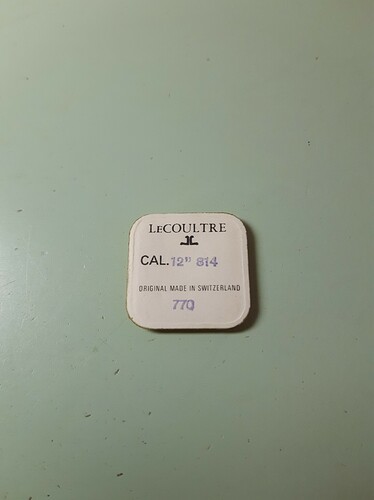 LECOULTRE
CAL. 12''' 814
ORIGINAL MADE IN SWITZERLAND
770